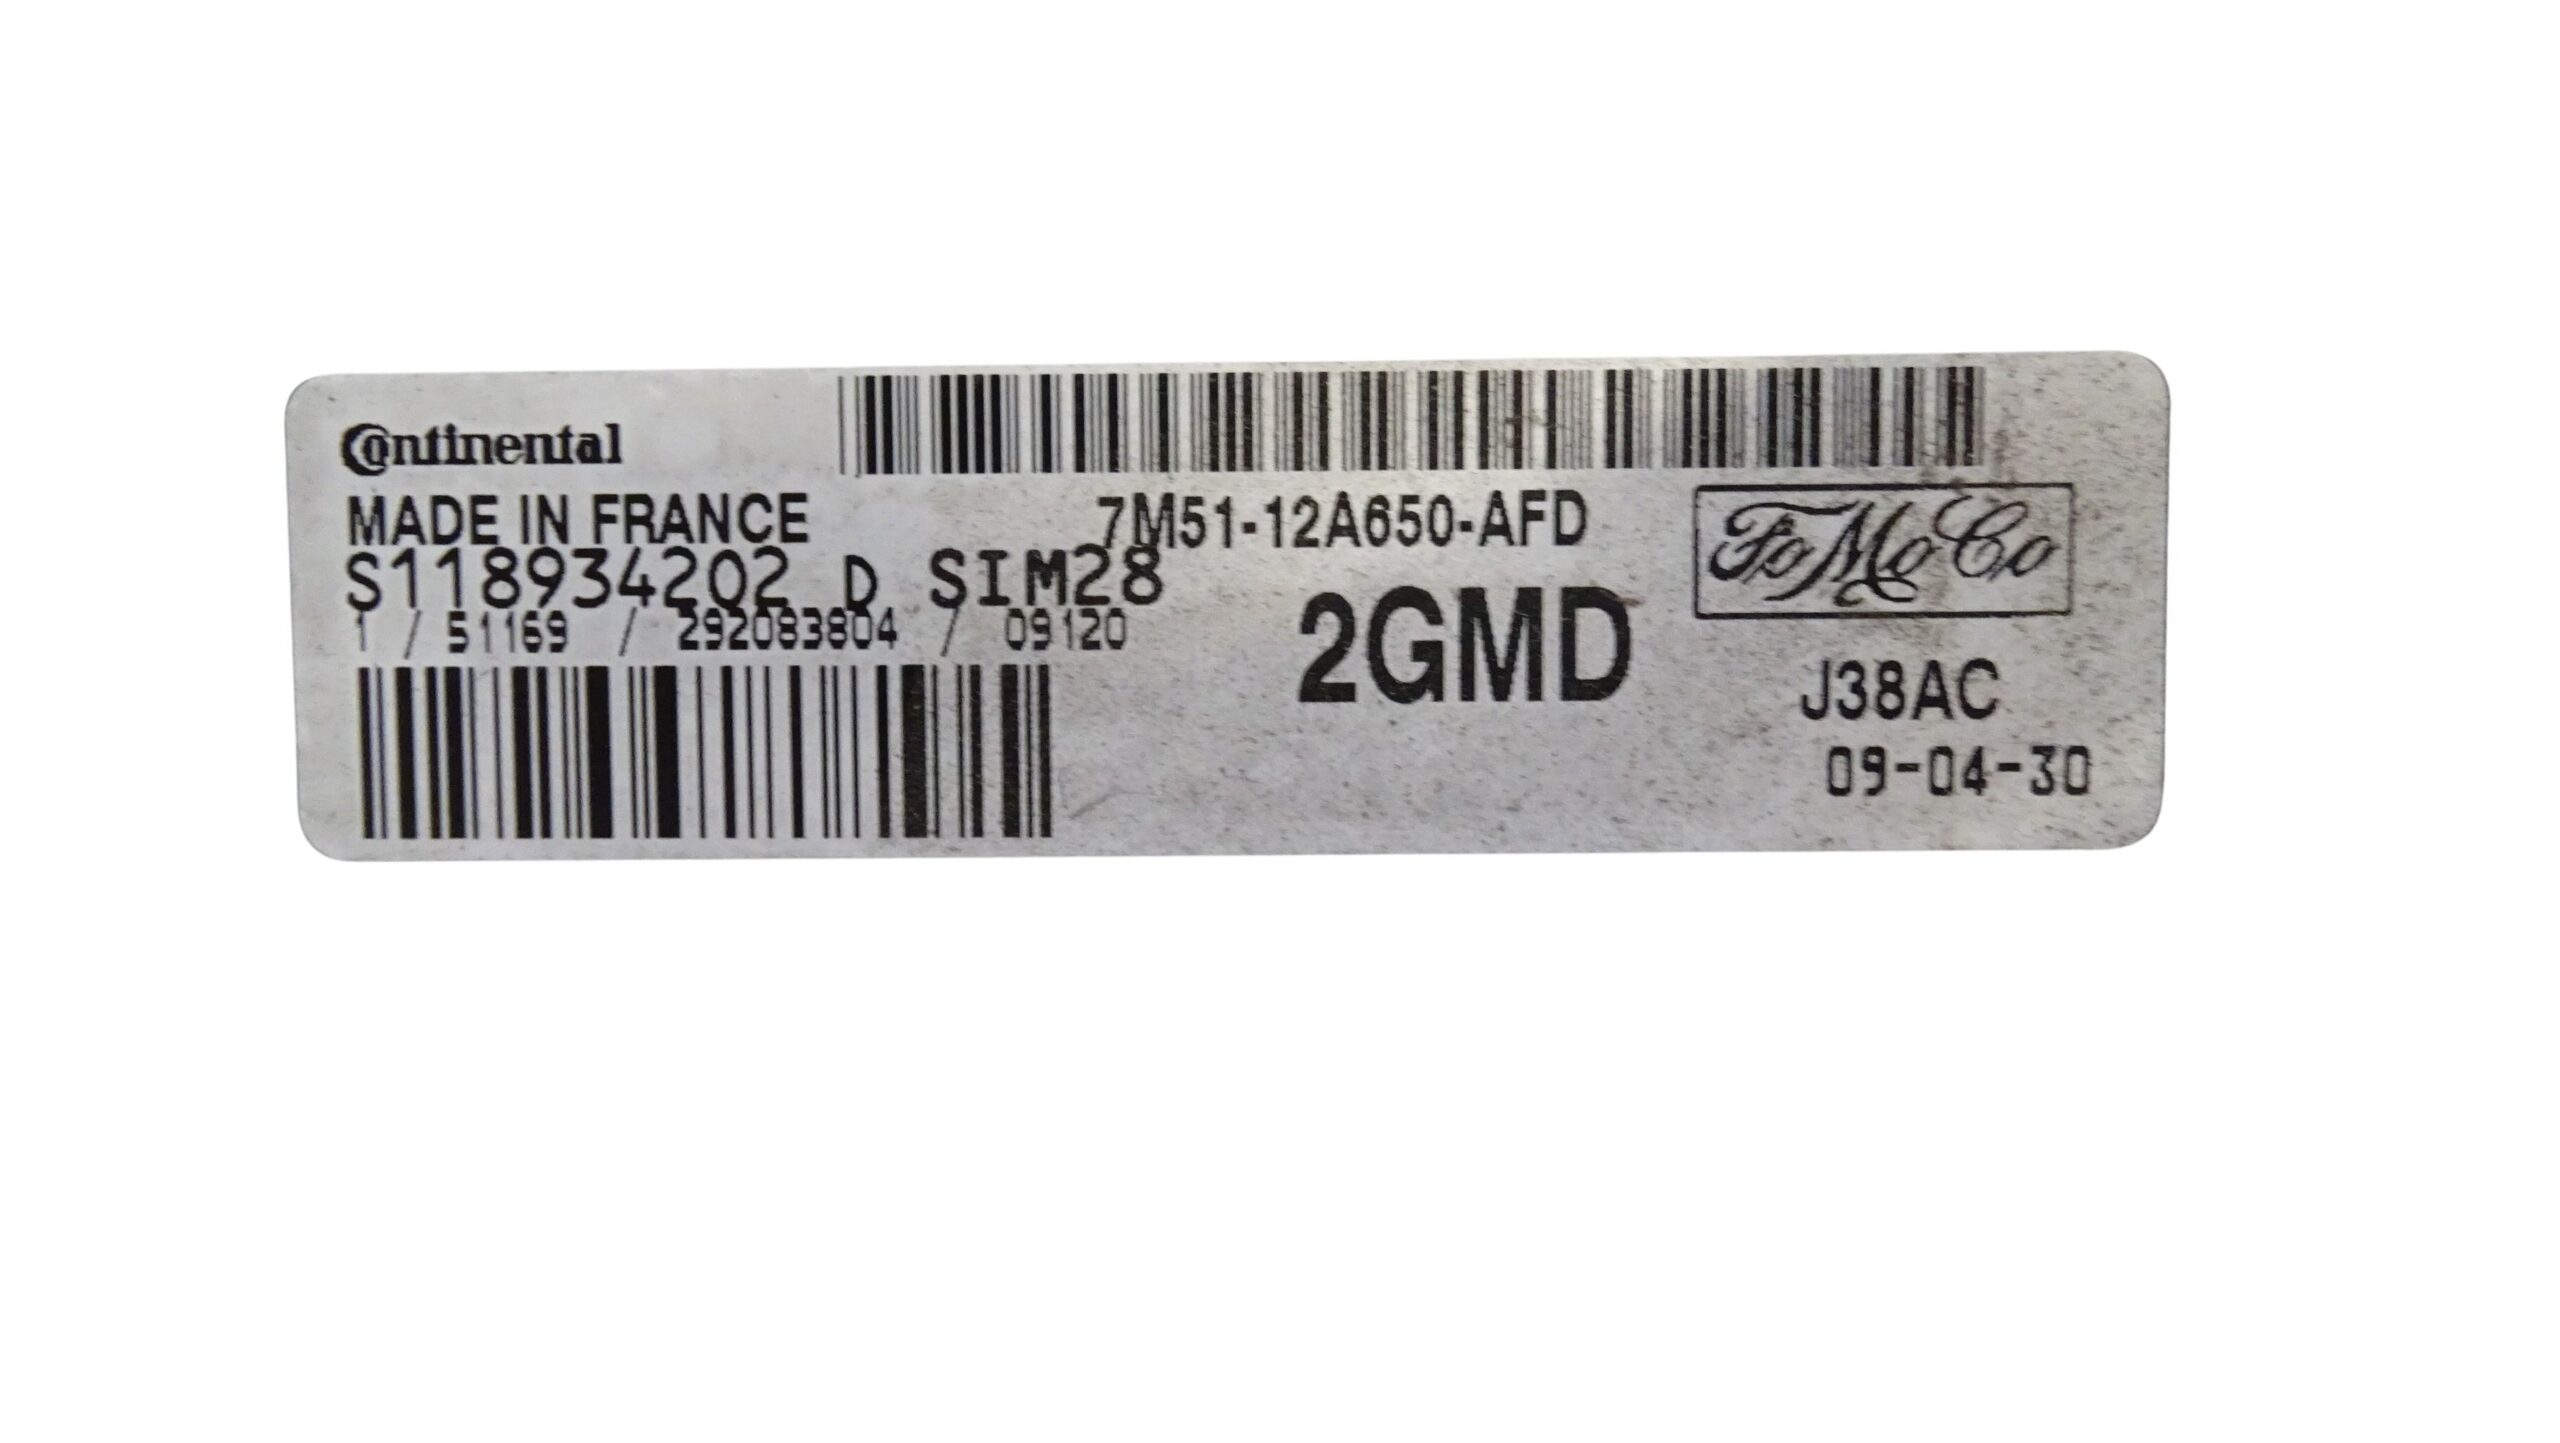 Continental
MADE IN FRANCE
7M51-12A650-AFD
FoMoCo
S118934202 D SIM28
1 / 51169 / 292083804 / 09120
2GMD
J38AC
09-04-30